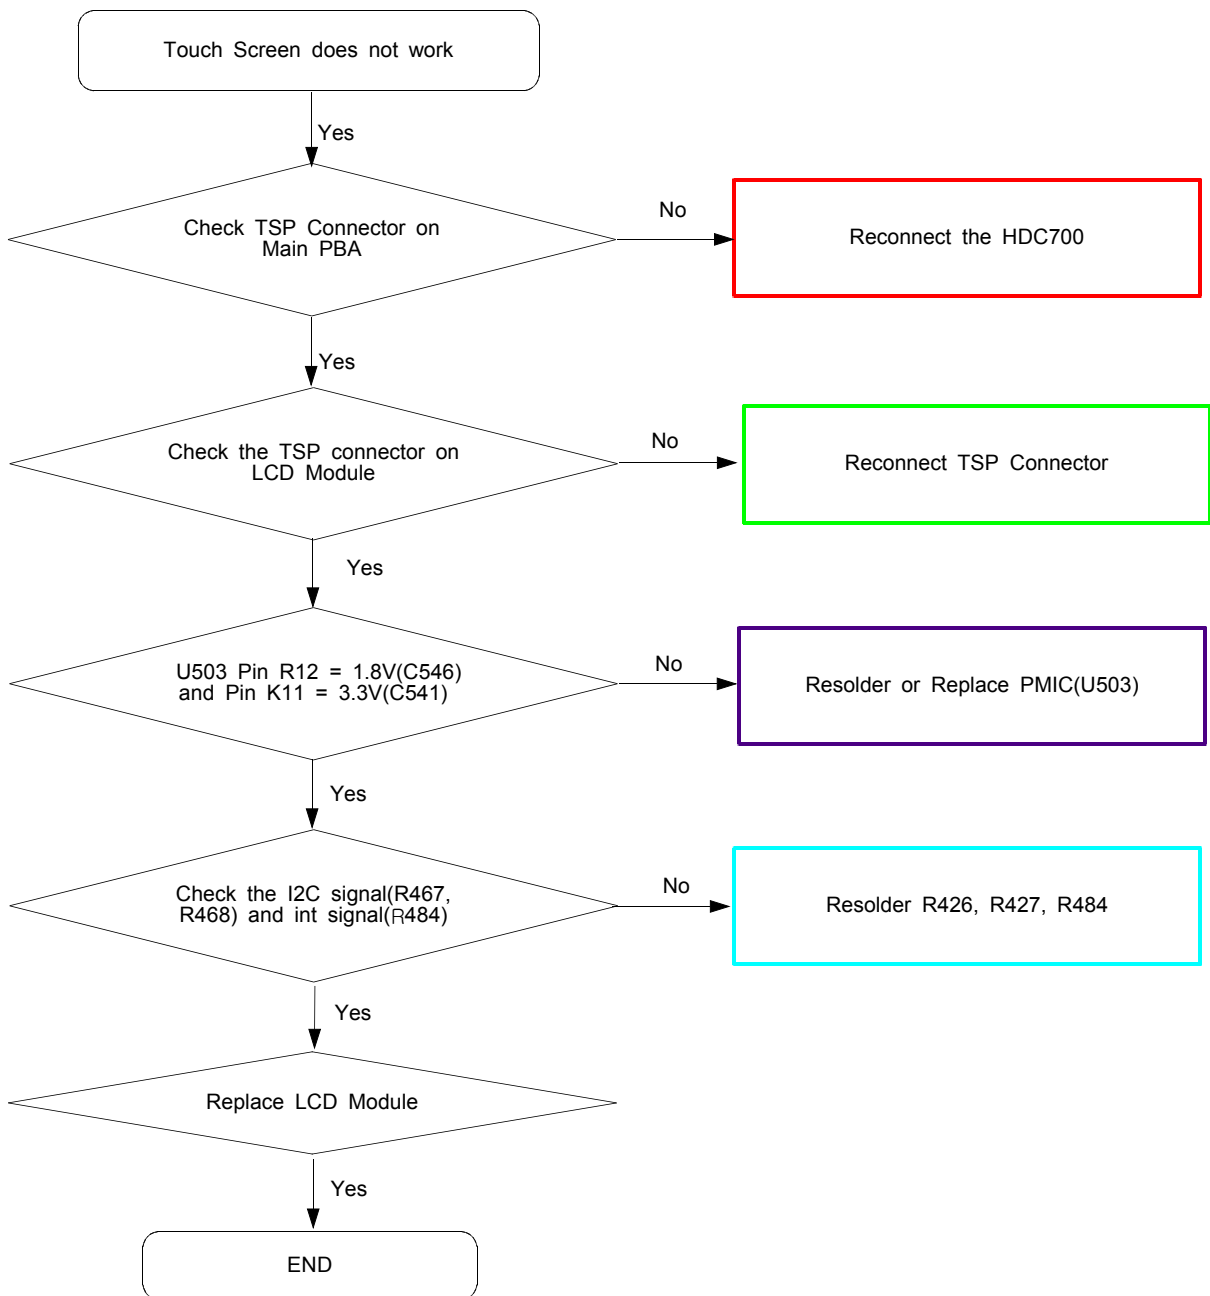 Touch Screen does not work
Yes
Check TSP Connector on
Main PBA
No
Reconnect the HDC700
Yes
Check the TSP connector on
LCD Module
No
Reconnect TSP Connector
Yes
U503 Pin R12 = 1.8V(C546)
and Pin K11 = 3.3V(C541)
No
Resolder or Replace PMIC(U503)
Yes
Check the I2C signal(R467,
R468) and int signal(R484)
No
Resolder R426, R427, R484
Yes
Replace LCD Module
Yes
END